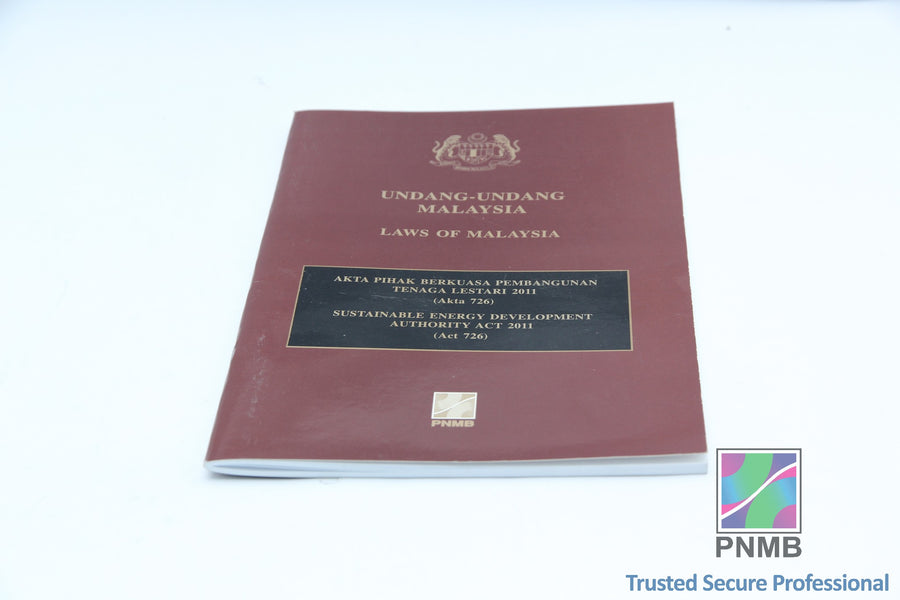 UNDANG-UNDANG
MALAYSIA
LAWS OF MALAYSIA
AKTA PIHAK BERKUASA PEMBANGUNAN
TENAGA LESTARI 2011
(Akta 726)
SUSTAINABLE ENERGY DEVELOPMENT
AUTHORITY ACT 2011
(Act 726)
PNMB
PNMB
Trusted Secure Professional